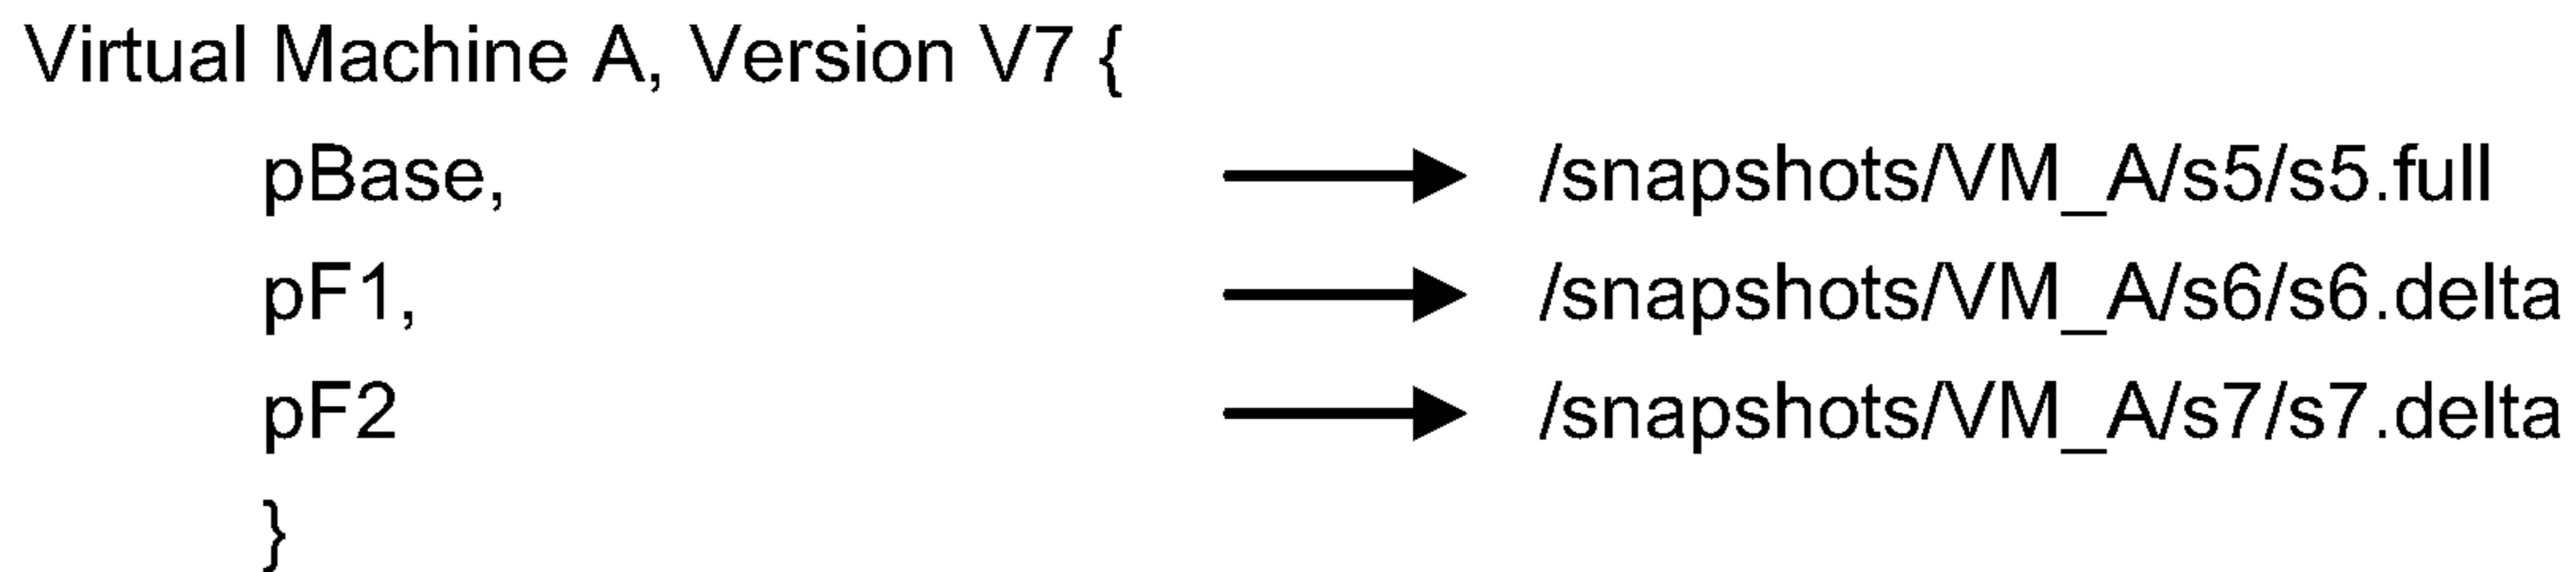 Virtual Machine A, Version V7 {
pBase, /snapshots/VM_A/s5/s5.full
pF1, /snapshots/VM_A/s6/s6.delta
pF2 /snapshots/VM_A/s7/s7.delta
}